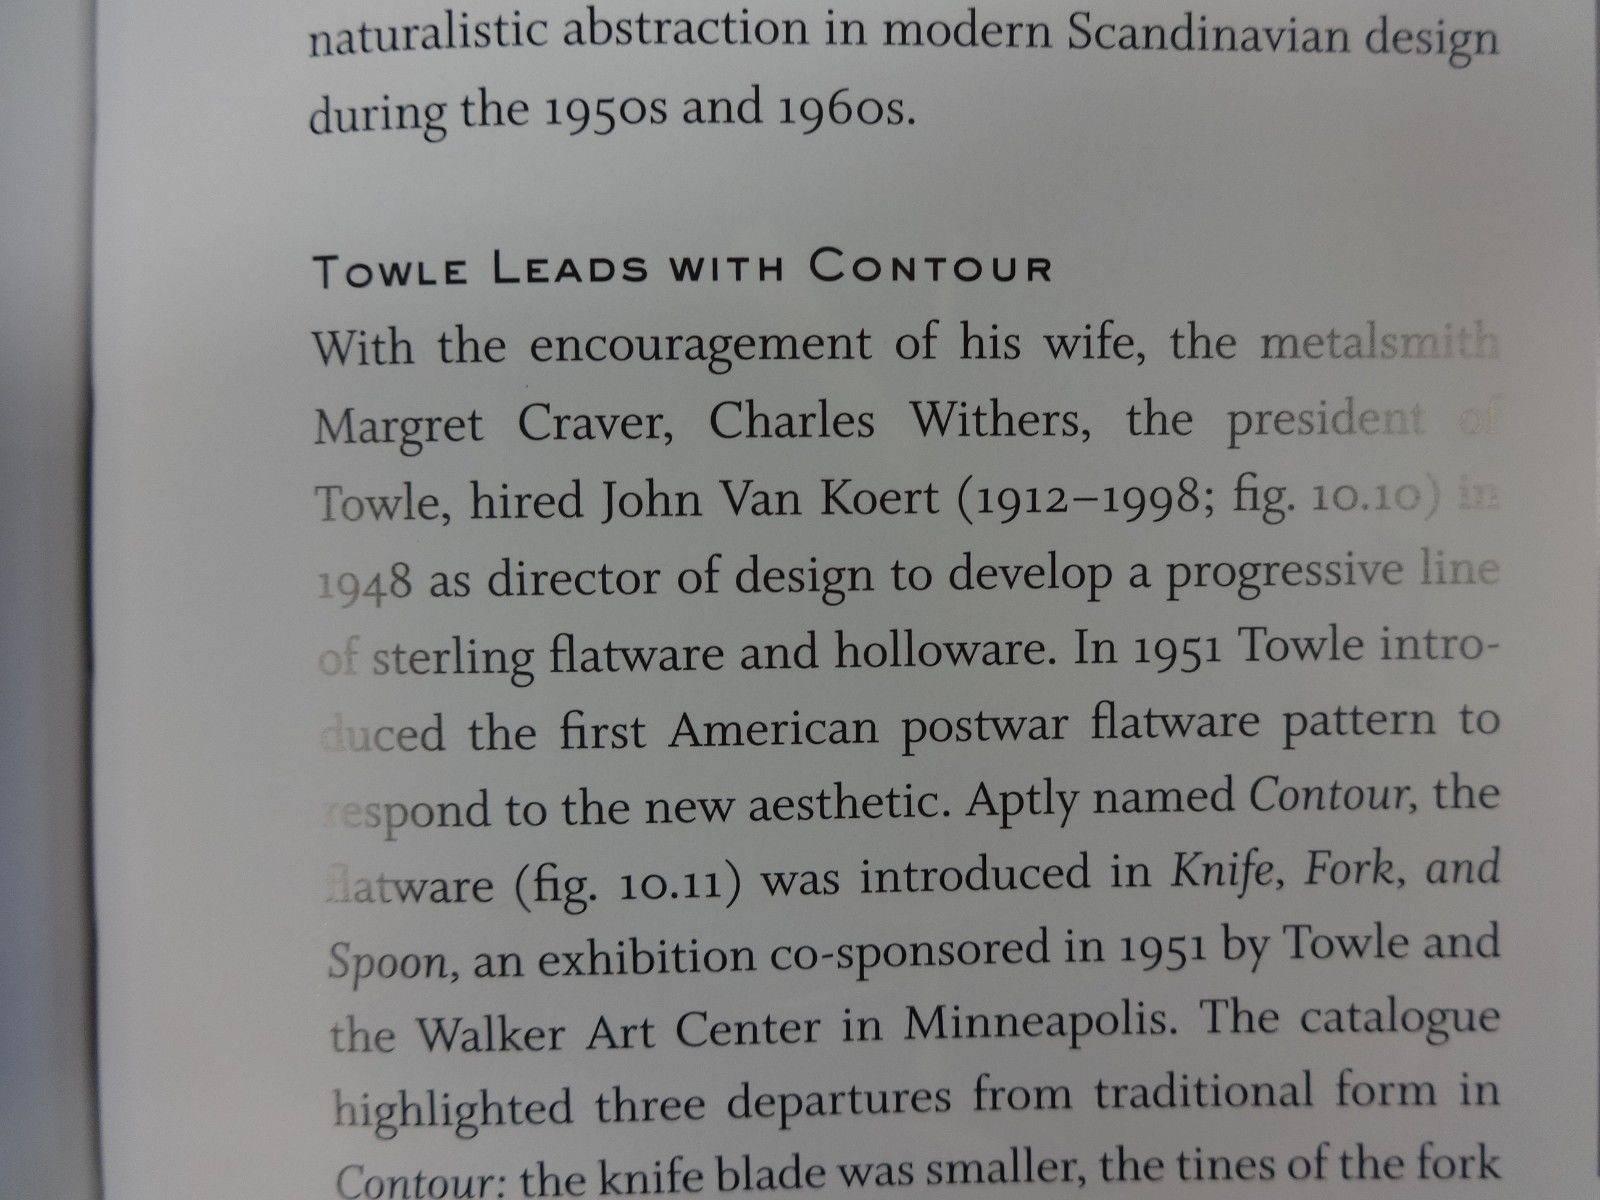 naturalistic abstraction in modern Scandinavian design
during the 1950s and 1960s.
Towle Leads with Contour
With the encouragement of his wife, the metalsmith
Margret Craver, Charles Withers, the president of
Towle, hired John Van Koert (1912–1998; fig. 10.10) in
1948 as director of design to develop a progressive line
of sterling flatware and holloware. In 1951 Towle intro-
duced the first American postwar flatware pattern to
respond to the new aesthetic. Aptly named Contour, the
flatware (fig. 10.11) was introduced in Knife, Fork, and
Spoon, an exhibition co-sponsored in 1951 by Towle and
the Walker Art Center in Minneapolis. The catalogue
highlighted three departures from traditional form in
Contour: the knife blade was smaller, the tines of the fork